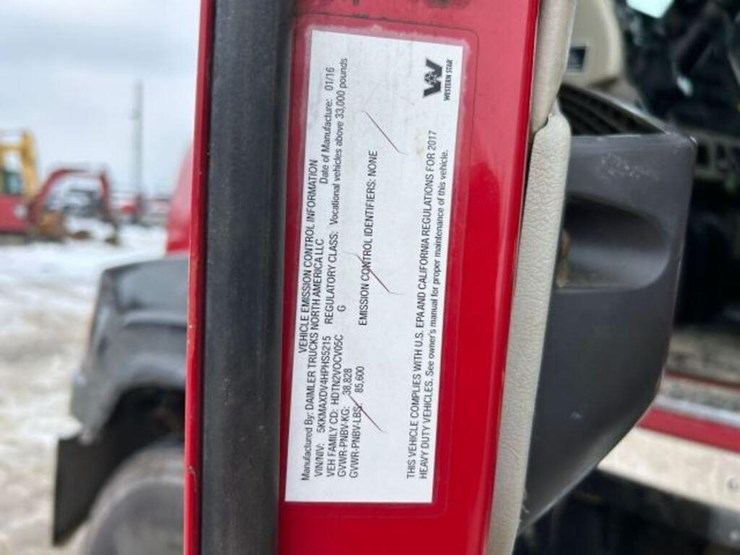 VEHICLE EMISSION CONTROL INFORMATION
Manufactured By: DAIMLER TRUCKS NORTH AMERICA LLC Date of Manufacture: 01/16
VIN/NIV: 5KKMAXDV4HPHS5215 REGULATORY CLASS: Vocational vehicles above 33,000 pounds
VEH FAMILY CD: HDTN2VOCV05C G
GVWR-PNBV-KG: 38,828 EMISSION CONTROL IDENTIFIERS: NONE
GVWR-PNBV-LBS: 85,600
THIS VEHICLE COMPLIES WITH U.S. EPA AND CALIFORNIA REGULATIONS FOR 2017
HEAVY DUTY VEHICLES. See owner's manual for proper maintenance of this vehicle.
WESTERN STAR